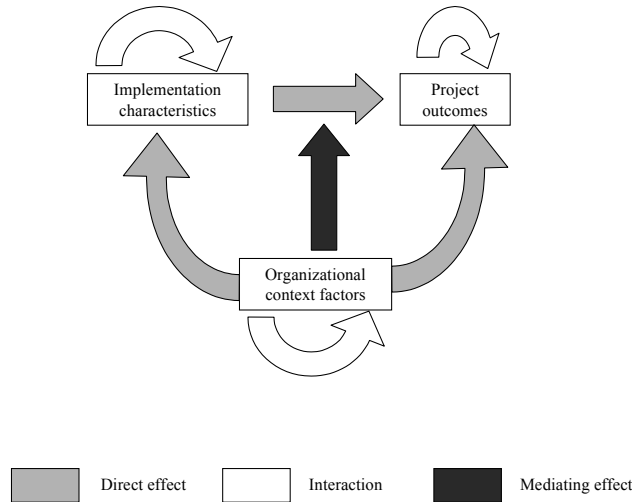 Implementation
characteristics
Project
outcomes
Organizational
context factors
Direct effect
Interaction
Mediating effect